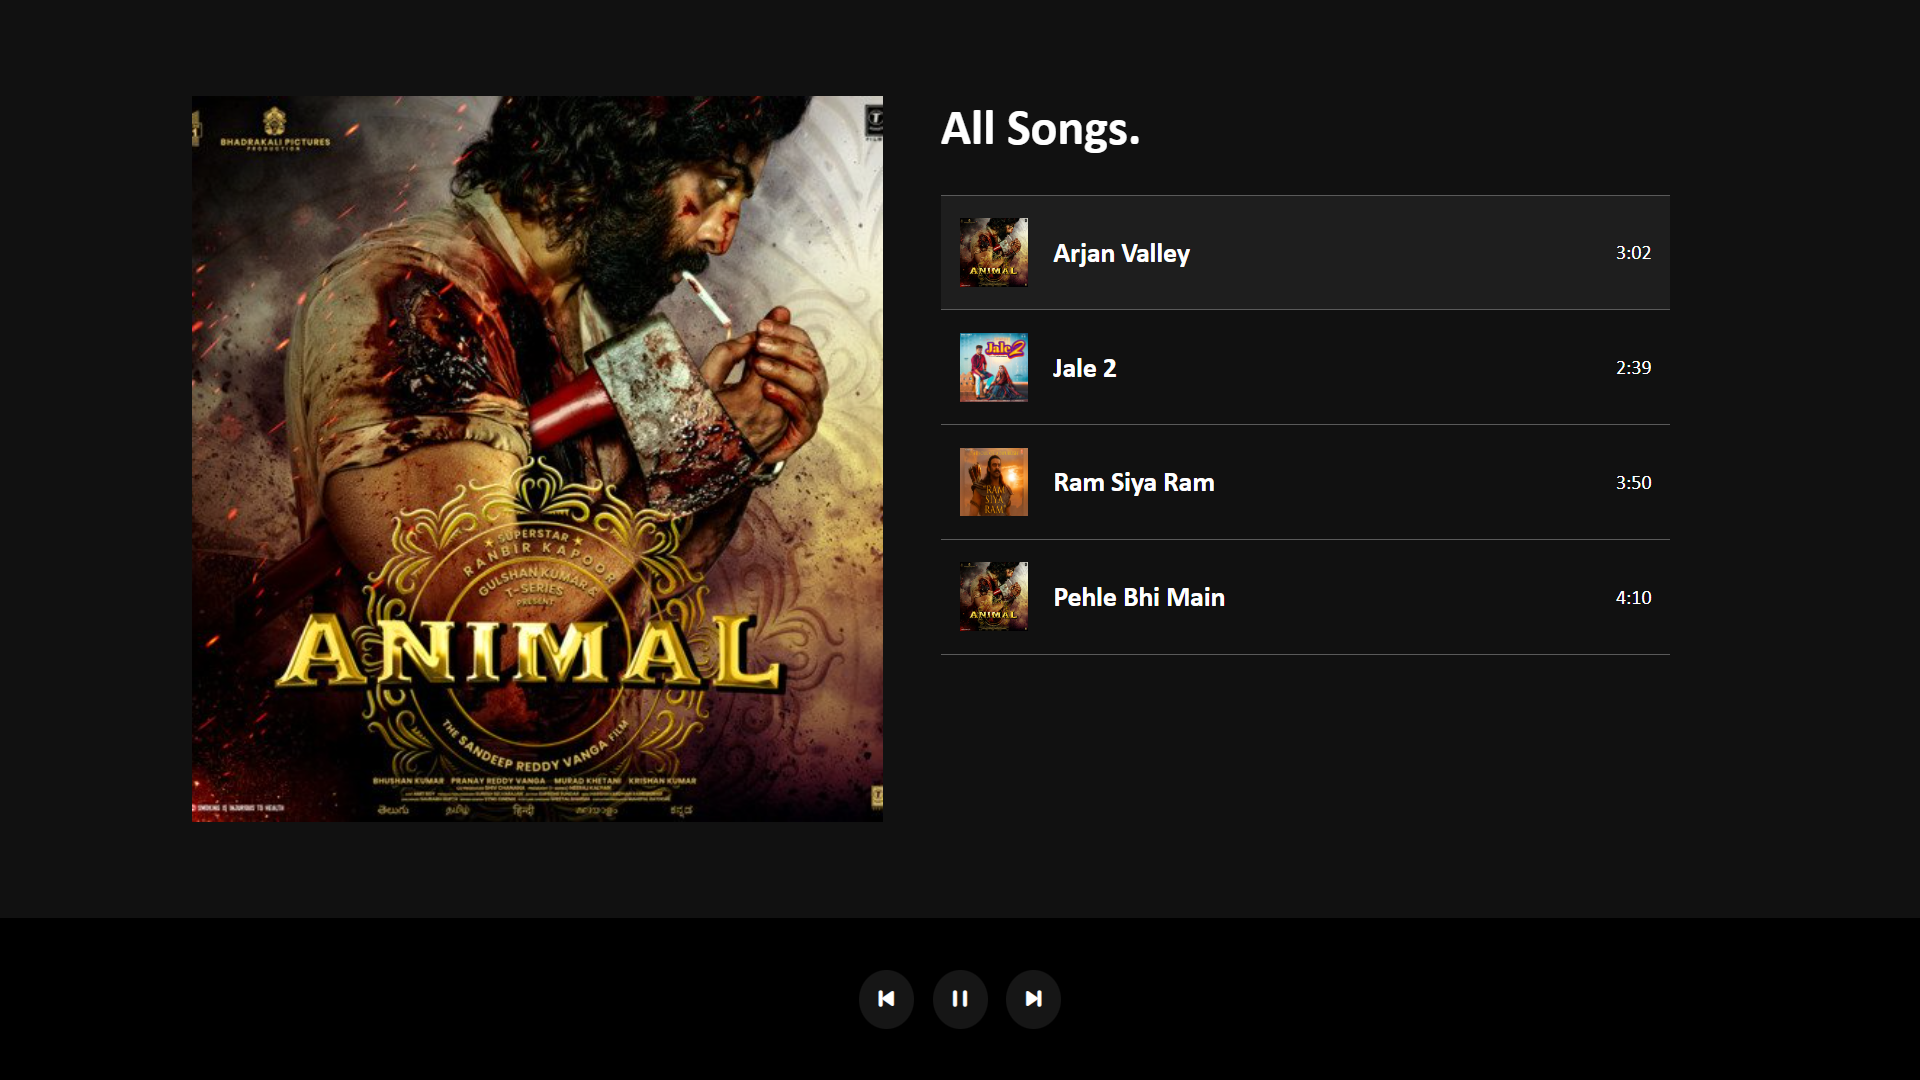 BHADRAKALI PICTURES
PRODUCTION
SUPERSTAR
RANBIR KAPOOR
GULSHAN KUMAR &
T-SERIES
PRESENT
ANIMAL
THE SANDEEP REDDY VANGA FILM
BHUSHAN KUMAR PRANAY REDDY VANGA MURAD KHETANI KRISHAN KUMAR
SMOKING IS INJURIOUS TO HEALTH
తెలుగు தமிழ் हिन्दी മലയാളം ಕನ್ನಡ
All Songs.
ANIMAL
Arjan Valley
3:02
Jale 2
Jale 2
2:39
"RAM
SIYA
RAM"
Ram Siya Ram
3:50
ANIMAL
Pehle Bhi Main
4:10